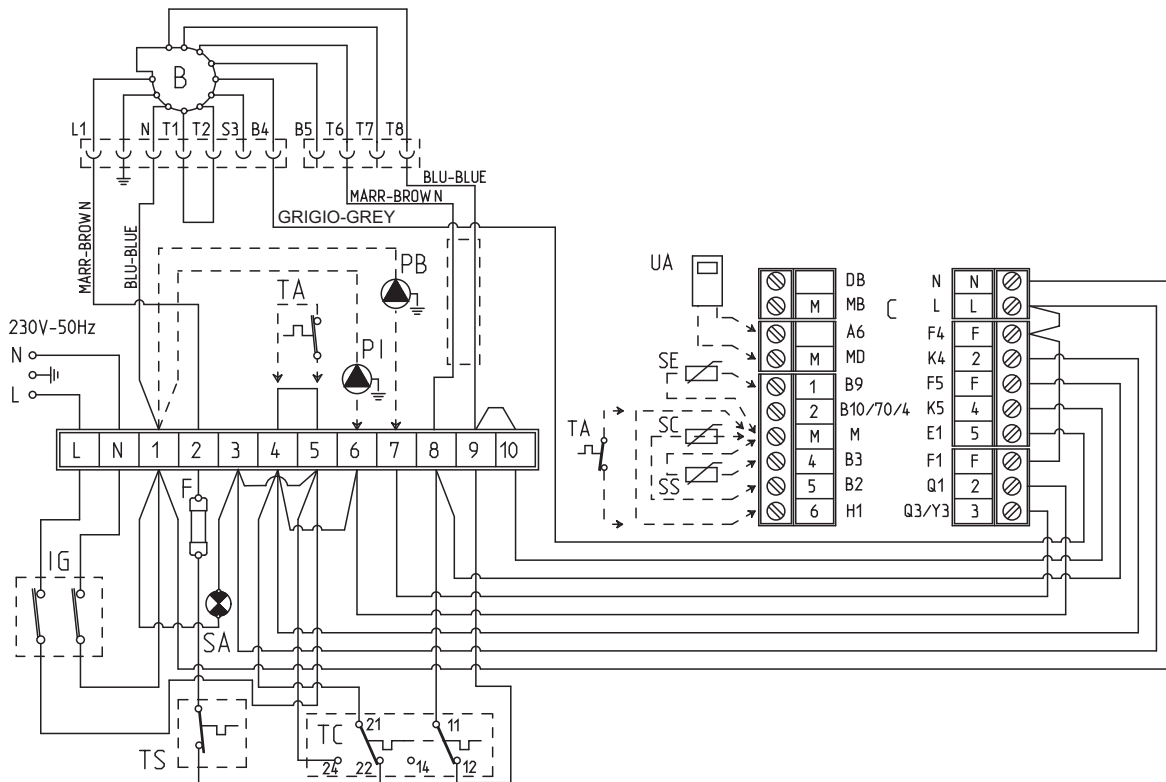 B
L1 N T1 T2 S3 B4 B5 T6 T7 T8
BLU-BLUE
MARR-BROWN
GRIGIO-GREY
MARR-BROWN
BLU-BLUE
PB
TA
PI
230V-50Hz
N
L
L N 1 2 3 4 5 6 7 8 9 10
F
IG
SA
TS
TC
21 11
24 22 14 12
UA
SE
SC
SS
TA
C
DB
M MB
A6
M MD
1 B9
2 B10/70/4
M M
4 B3
5 B2
6 H1
N N
L L
F4 F
K4 2
F5 F
K5 4
E1 5
F1 F
Q1 2
Q3/Y3 3